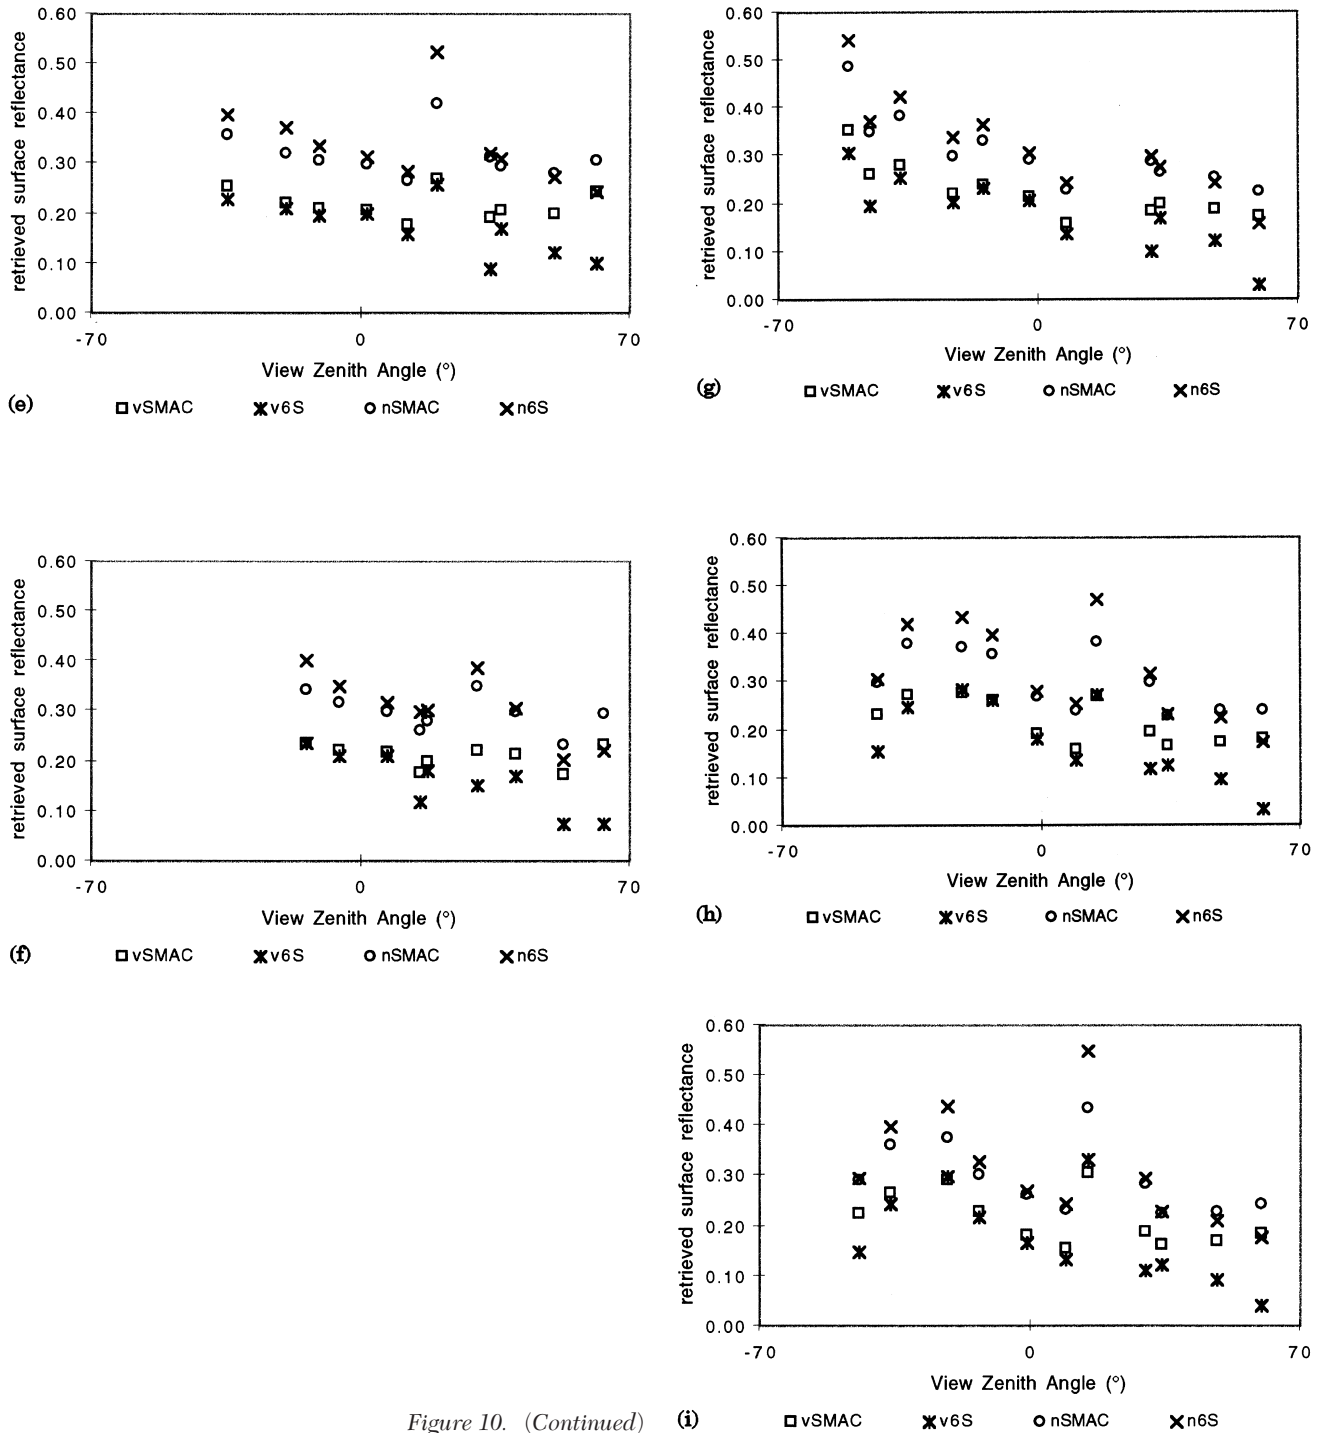 0.60
0.50
0.40
0.30
0.20
0.10
0.00
retrieved surface reflectance
-70 0 70
View Zenith Angle (°)
(e) vSMAC v6S nSMAC n6S
0.60
0.50
0.40
0.30
0.20
0.10
0.00
retrieved surface reflectance
-70 0 70
View Zenith Angle (°)
(f) vSMAC v6S nSMAC n6S
0.60
0.50
0.40
0.30
0.20
0.10
0.00
retrieved surface reflectance
-70 0 70
View Zenith Angle (°)
(g) vSMAC v6S nSMAC n6S
0.60
0.50
0.40
0.30
0.20
0.10
0.00
retrieved surface reflectance
-70 0 70
View Zenith Angle (°)
(h) vSMAC v6S nSMAC n6S
0.60
0.50
0.40
0.30
0.20
0.10
0.00
retrieved surface reflectance
-70 0 70
View Zenith Angle (°)
(i) vSMAC v6S nSMAC n6S
Figure 10. (Continued)